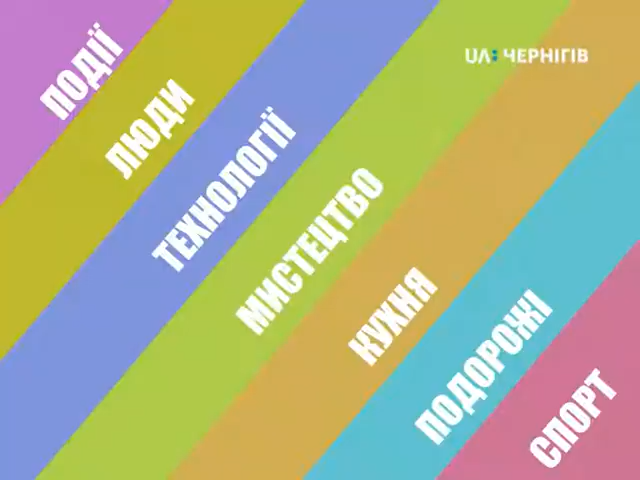 UA: ЧЕРНІГІВ
ПОДІЇ
ЛЮДИ
ТЕХНОЛОГІЇ
МИСТЕЦТВО
КУХНЯ
ПОДОРОЖІ
СПОРТ